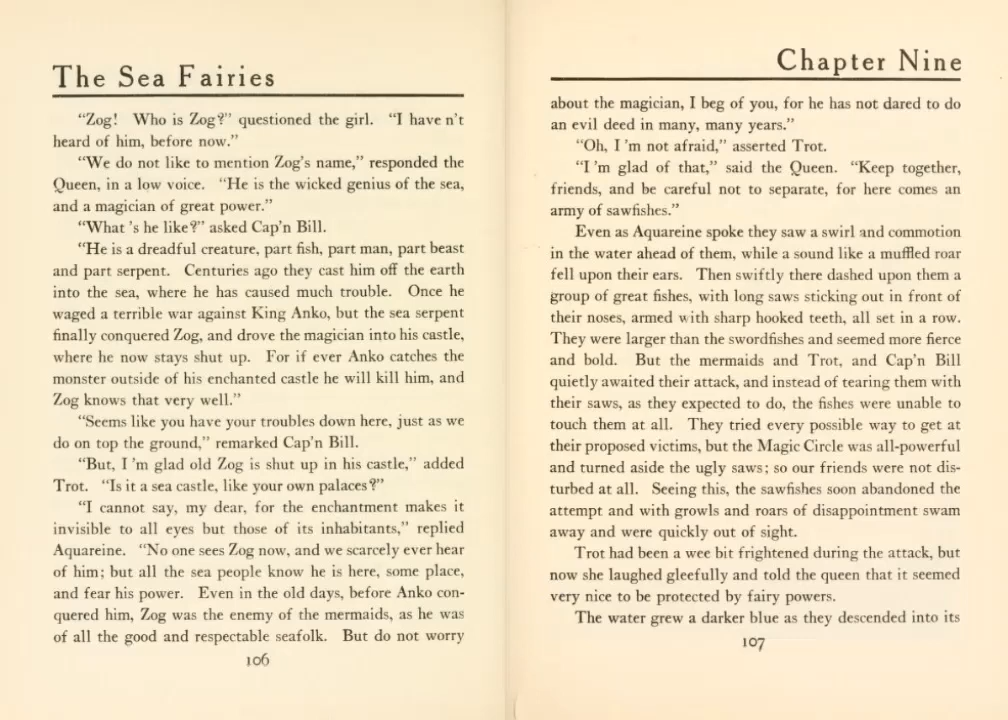 The Sea Fairies
"Zog! Who is Zog?" questioned the girl. "I have n't
heard of him, before now."
"We do not like to mention Zog's name," responded the
Queen, in a low voice. "He is the wicked genius of the sea,
and a magician of great power."
"What 's he like?" asked Cap'n Bill.
"He is a dreadful creature, part fish, part man, part beast
and part serpent. Centuries ago they cast him off the earth
into the sea, where he has caused much trouble. Once he
waged a terrible war against King Anko, but the sea serpent
finally conquered Zog, and drove the magician into his castle,
where he now stays shut up. For if ever Anko catches the
monster outside of his enchanted castle he will kill him, and
Zog knows that very well."
"Seems like you have your troubles down here, just as we
do on top the ground," remarked Cap'n Bill.
"But, I 'm glad old Zog is shut up in his castle," added
Trot. "Is it a sea castle, like your own palaces?"
"I cannot say, my dear, for the enchantment makes it
invisible to all eyes but those of its inhabitants," replied
Aquareine. "No one sees Zog now, and we scarcely ever hear
of him; but all the sea people know he is here, some place,
and fear his power. Even in the old days, before Anko con-
quered him, Zog was the enemy of the mermaids, as he was
of all the good and respectable seafolk. But do not worry
106
Chapter Nine
about the magician, I beg of you, for he has not dared to do
an evil deed in many, many years."
"Oh, I 'm not afraid," asserted Trot.
"I 'm glad of that," said the Queen. "Keep together,
friends, and be careful not to separate, for here comes an
army of sawfishes."
Even as Aquareine spoke they saw a swirl and commotion
in the water ahead of them, while a sound like a muffled roar
fell upon their ears. Then swiftly there dashed upon them a
group of great fishes, with long saws sticking out in front of
their noses, armed with sharp hooked teeth, all set in a row.
They were larger than the swordfishes and seemed more fierce
and bold. But the mermaids and Trot, and Cap'n Bill
quietly awaited their attack, and instead of tearing them with
their saws, as they expected to do, the fishes were unable to
touch them at all. They tried every possible way to get at
their proposed victims, but the Magic Circle was all-powerful
and turned aside the ugly saws; so our friends were not dis-
turbed at all. Seeing this, the sawfishes soon abandoned the
attempt and with growls and roars of disappointment swam
away and were quickly out of sight.
Trot had been a wee bit frightened during the attack, but
now she laughed gleefully and told the queen that it seemed
very nice to be protected by fairy powers.
The water grew a darker blue as they descended into its
107